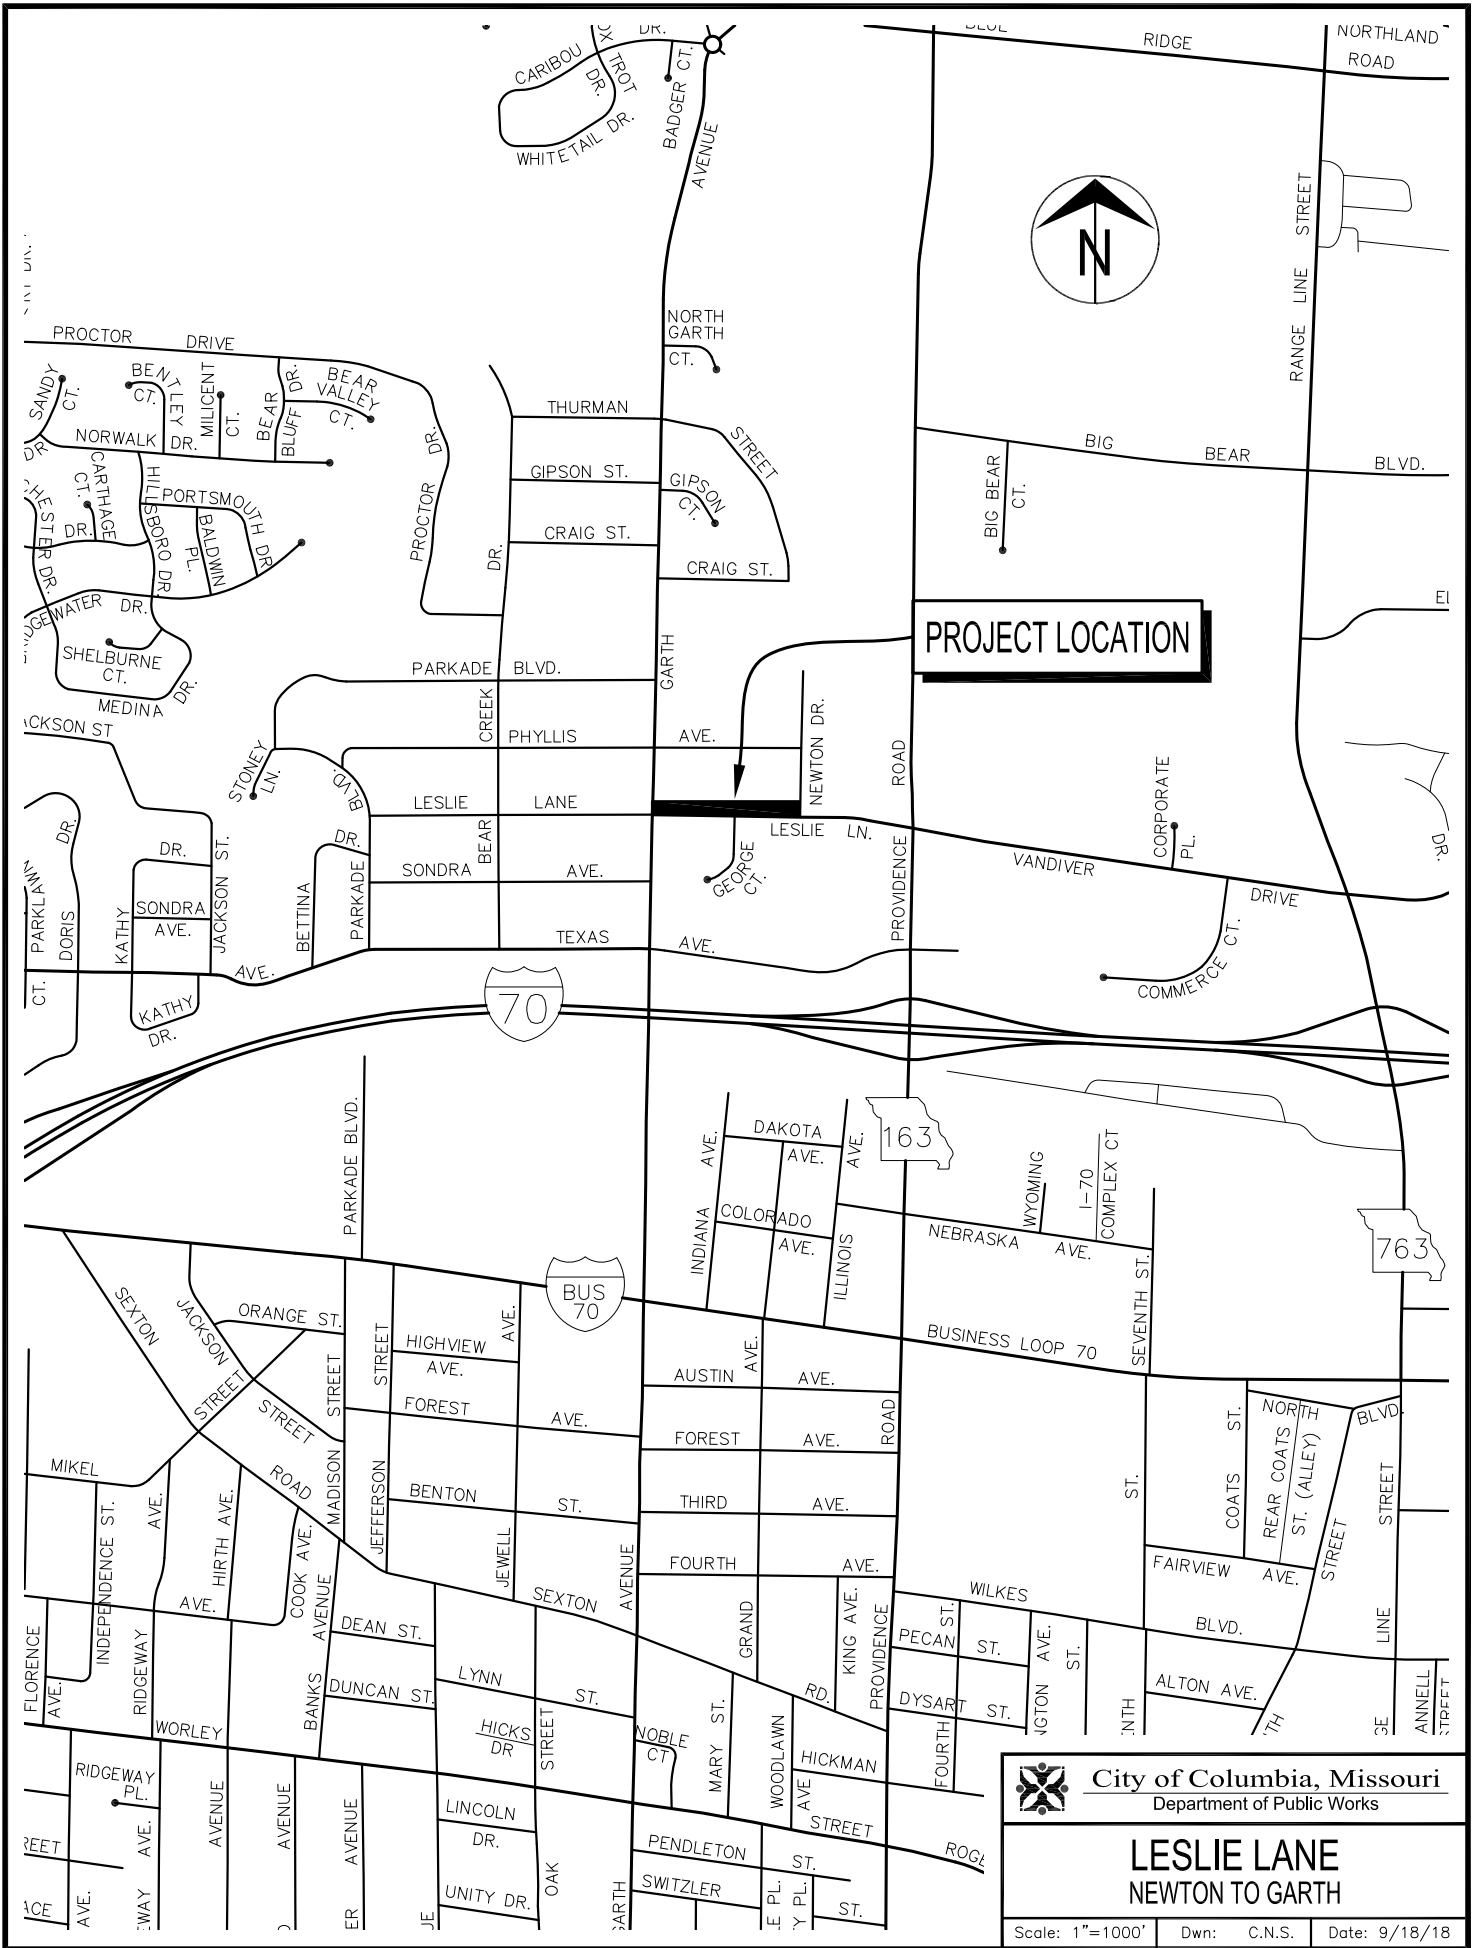 DR.
CARIBOU
TROT
DR.
WHITETAIL DR.
BADGER CT.
AVENUE
RIDGE
NORTHLAND
ROAD
RANGE LINE STREET
N
PROCTOR DRIVE
NORTH
GARTH
CT.
SANDY
CT.
BENTLEY
CT.
MILICENT
CT.
BEAR
BLUFF DR.
BEAR
VALLEY
CT.
NORWALK DR.
DR
CARTHAGE
CT.
HILLSBORO DR.
PORTSMOUTH DR
BALDWIN
PL.
DR.
DR.
SHELBURNE
CT.
MEDINA DR.
PROCTOR DR.
THURMAN
STREET
GIPSON ST.
GIPSON
CT.
CRAIG ST.
CRAIG ST.
DR.
BIG BEAR BLVD.
BIG BEAR
CT.
PROJECT LOCATION
GARTH
PARKADE BLVD.
CREEK
PHYLLIS AVE.
NEWTON DR.
ROAD
STONEY
LN.
BLVD.
LESLIE LANE
LESLIE LN.
BEAR
CORPORATE
PL.
VANDIVER
DRIVE
DR.
DR.
DR.
JACKSON ST.
SONDRA
AVE.
KATHY
DORIS
PARKLAWN
CT.
BETTINA
DR.
PARKADE
SONDRA AVE.
GEORGE
CT.
PROVIDENCE
TEXAS
AVE.
AVE.
COMMERCE CT.
KATHY
DR.
70
PARKADE BLVD.
DAKOTA
AVE.
AVE.
AVE.
163
COLORADO
AVE.
INDIANA
ILLINOIS
WYOMING
I-70
COMPLEX CT
NEBRASKA AVE.
763
SEVENTH ST.
BUS
70
BUSINESS LOOP 70
SEXTON
JACKSON
ORANGE ST.
STREET
STREET
HIGHVIEW
AVE.
AVE.
AUSTIN AVE.
AVE.
STREET
STREET
FOREST AVE.
FOREST AVE.
ROAD
NORTH
BLVD.
COATS ST.
REAR COATS
ST. (ALLEY)
MIKEL
ROAD
MADISON
JEFFERSON
BENTON ST.
THIRD AVE.
ST.
STREET
INDEPENDENCE ST.
AVE.
HIRTH AVE.
COOK AVE.
JEWELL
AVENUE
FOURTH AVE.
FAIRVIEW AVE.
STREET
AVE.
AVENUE
SEXTON
WILKES
BLVD.
DEAN ST.
GRAND
KING AVE.
PROVIDENCE
PECAN ST.
ST.
AVE.
ST.
LINE
FLORENCE
AVE.
RIDGEWAY
BANKS
DUNCAN ST.
LYNN ST.
RD.
DYSART ST.
ALTON AVE.
WORLEY
HICKS
DR
STREET
NOBLE
CT
MARY ST.
WOODLAWN
AVE
HICKMAN
FOURTH
RIDGEWAY
PL.
AVE.
AVENUE
AVENUE
AVENUE
LINCOLN
DR.
STREET
PENDLETON ST.
OAK
UNITY DR.
SWITZLER
ST.
AVE.
City of Columbia, Missouri
Department of Public Works
LESLIE LANE
NEWTON TO GARTH
Scale: 1"=1000' Dwn: C.N.S. Date: 9/18/18